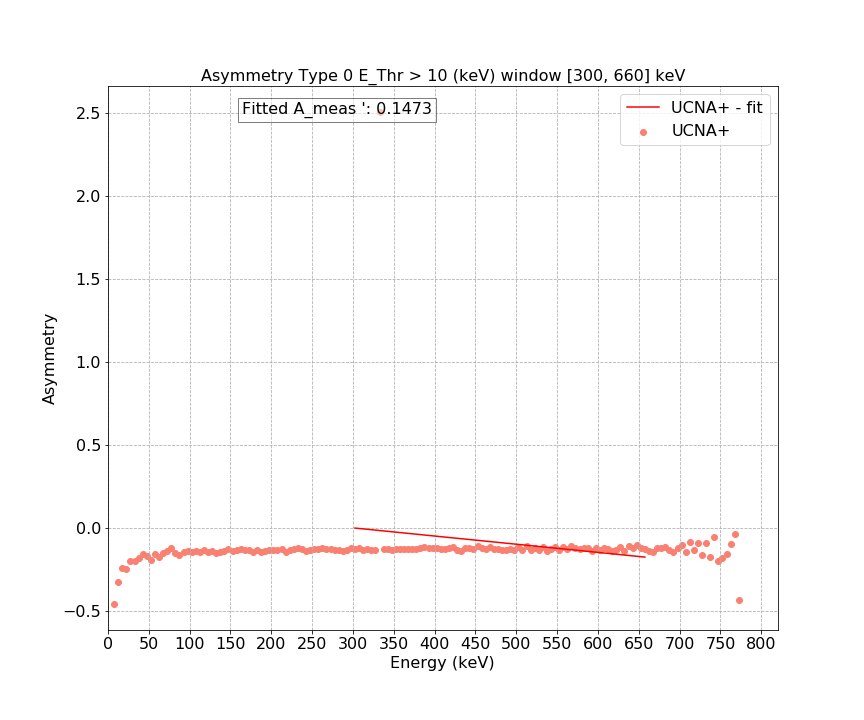 Asymmetry Type 0 E_Thr > 10 (keV) window [300, 660] keV
Fitted A_meas ': 0.1473
UCNA+ - fit
UCNA+
2.5
2.0
1.5
1.0
0.5
0.0
−0.5
Asymmetry
0 50 100 150 200 250 300 350 400 450 500 550 600 650 700 750 800
Energy (keV)